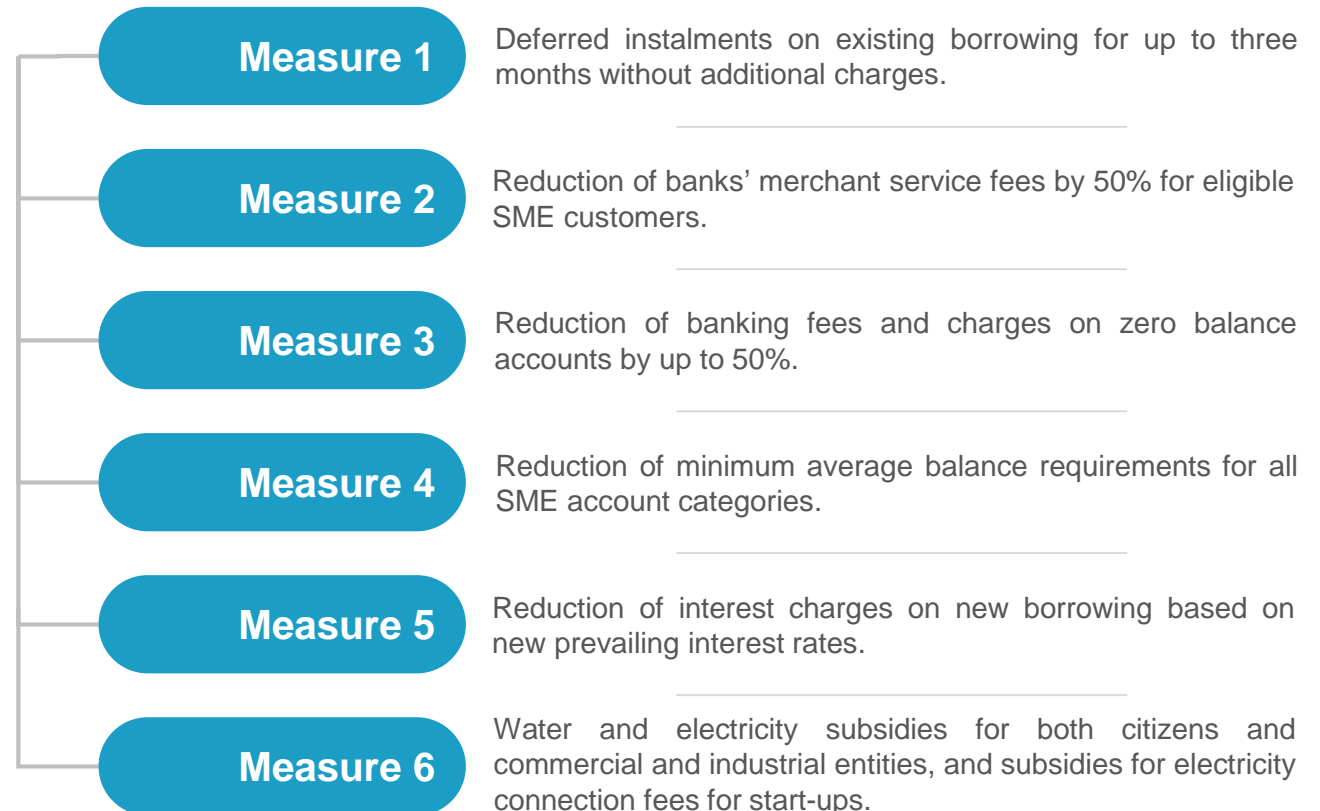 Measure 1
Deferred instalments on existing borrowing for up to three
months without additional charges.
Measure 2
Reduction of banks’ merchant service fees by 50% for eligible
SME customers.
Measure 3
Reduction of banking fees and charges on zero balance
accounts by up to 50%.
Measure 4
Reduction of minimum average balance requirements for all
SME account categories.
Measure 5
Reduction of interest charges on new borrowing based on
new prevailing interest rates.
Measure 6
Water and electricity subsidies for both citizens and
commercial and industrial entities, and subsidies for electricity
connection fees for start-ups.